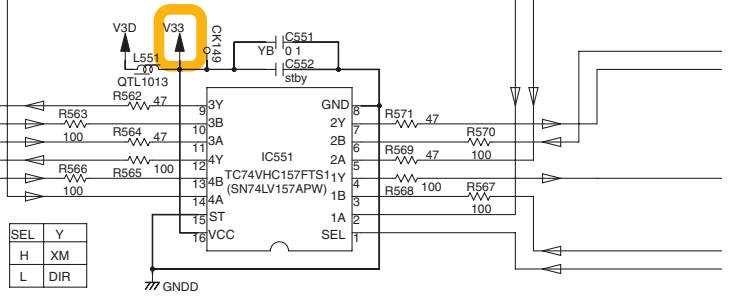 V3D V33 CK149 C551
YB 0 1
L551 C552
QTL1013 stby
R562 47 3Y 9 GND 8 R571 47
R563 100 3B 10 2Y 7 R570 100
R564 47 3A 11 2B 6 R569 47
R565 100 4Y 12 IC551 2A 5
R566 100 4B 13 TC74VHC157FTS1 1Y 4 R568 100
4A 14 (SN74LV157APW) 1B 3 R567 100
ST 15 1A 2
VCC 16 SEL 1
SEL Y
H XM
L DIR
GNDD